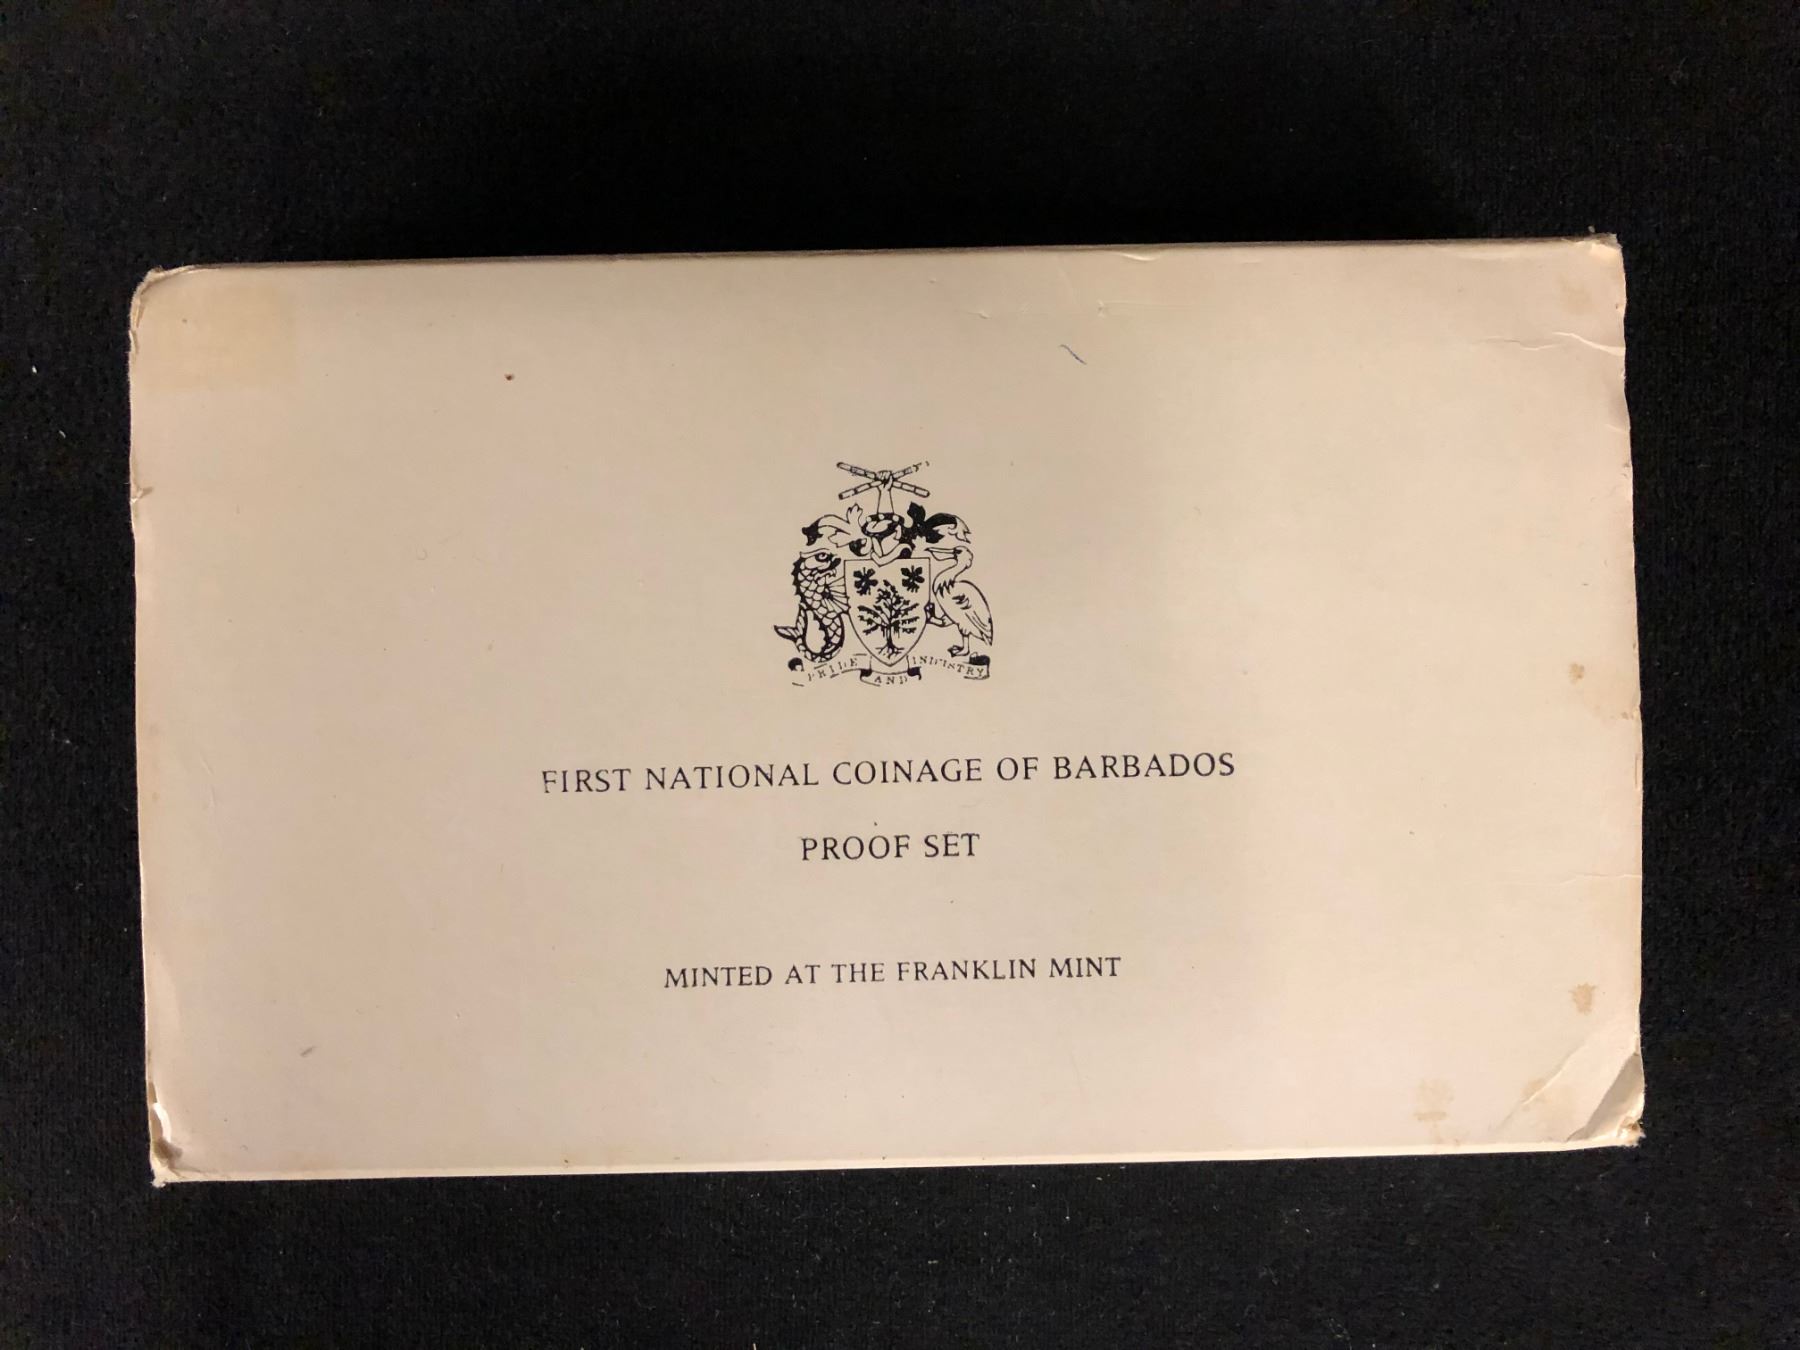 PRIDE AND INDUSTRY
FIRST NATIONAL COINAGE OF BARBADOS
PROOF SET
MINTED AT THE FRANKLIN MINT